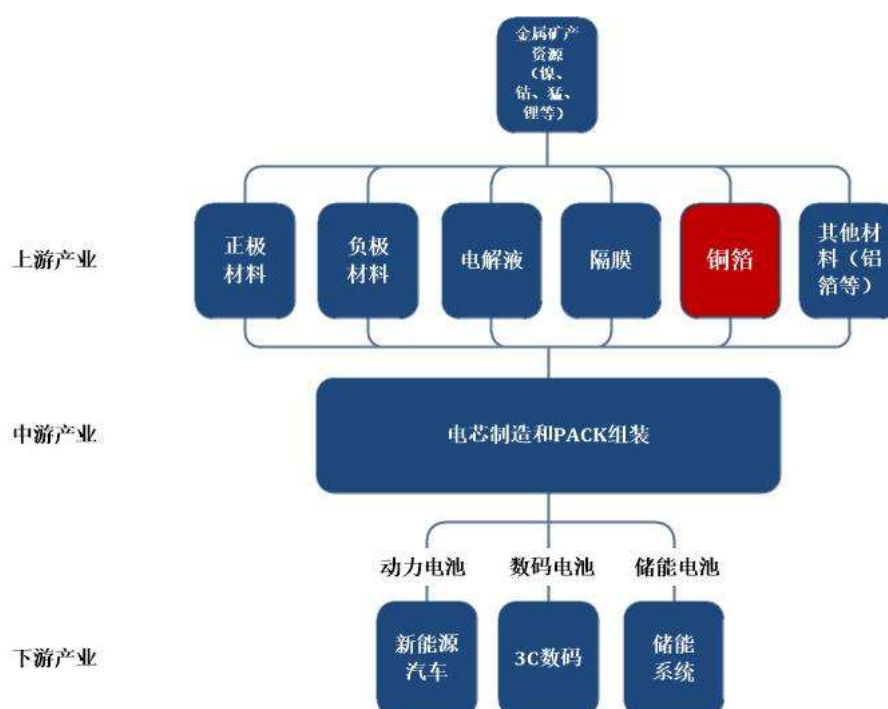 金属矿产
资源
（镍、
钴、猛、
锂等）
上游产业
正极
材料
负极
材料
电解液
隔膜
铜箔
其他材
料（铝
箔等）
中游产业
电芯制造和PACK组装
动力电池
数码电池
储能电池
下游产业
新能源
汽车
3C数码
储能
系统